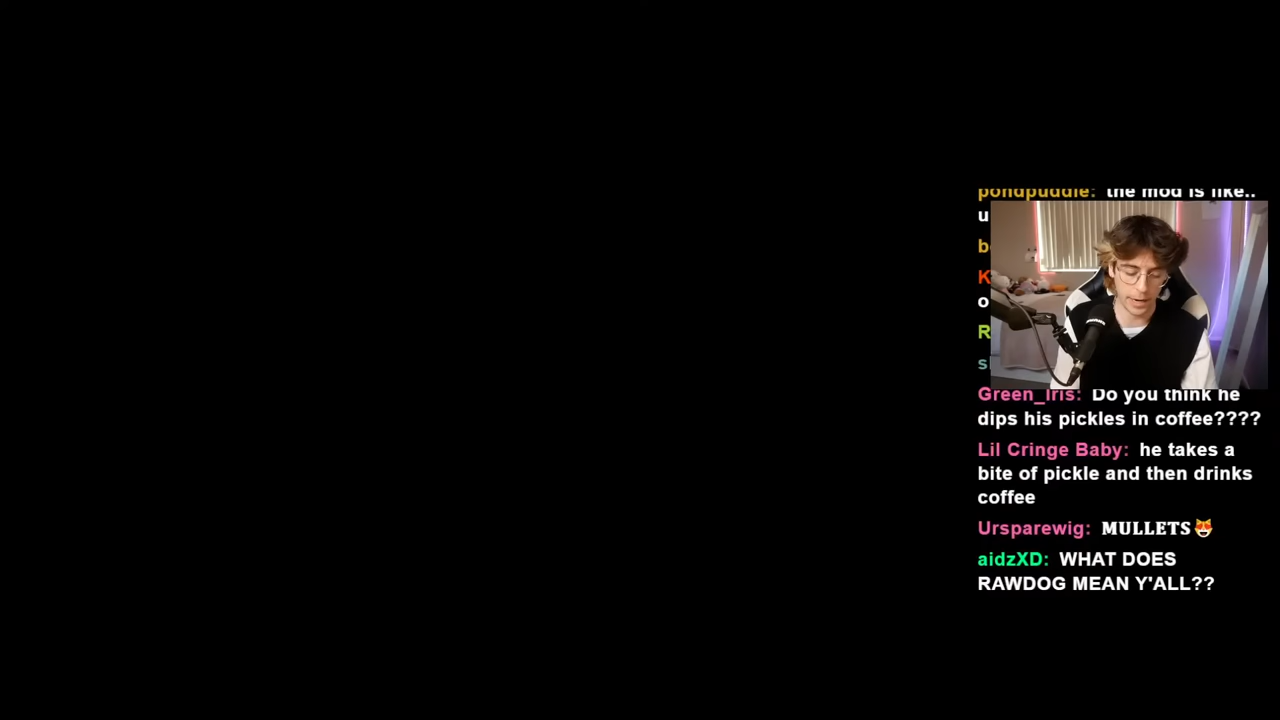 pondpuddle: the mod is like..
u
K
o
R
Green_Iris: Do you think he
dips his pickles in coffee????
Lil Cringe Baby: he takes a
bite of pickle and then drinks
coffee
Ursparewig: 𝐌𝐔𝐋𝐋𝐄𝐓𝐒😻
aidzXD: WHAT DOES
RAWDOG MEAN Y'ALL??